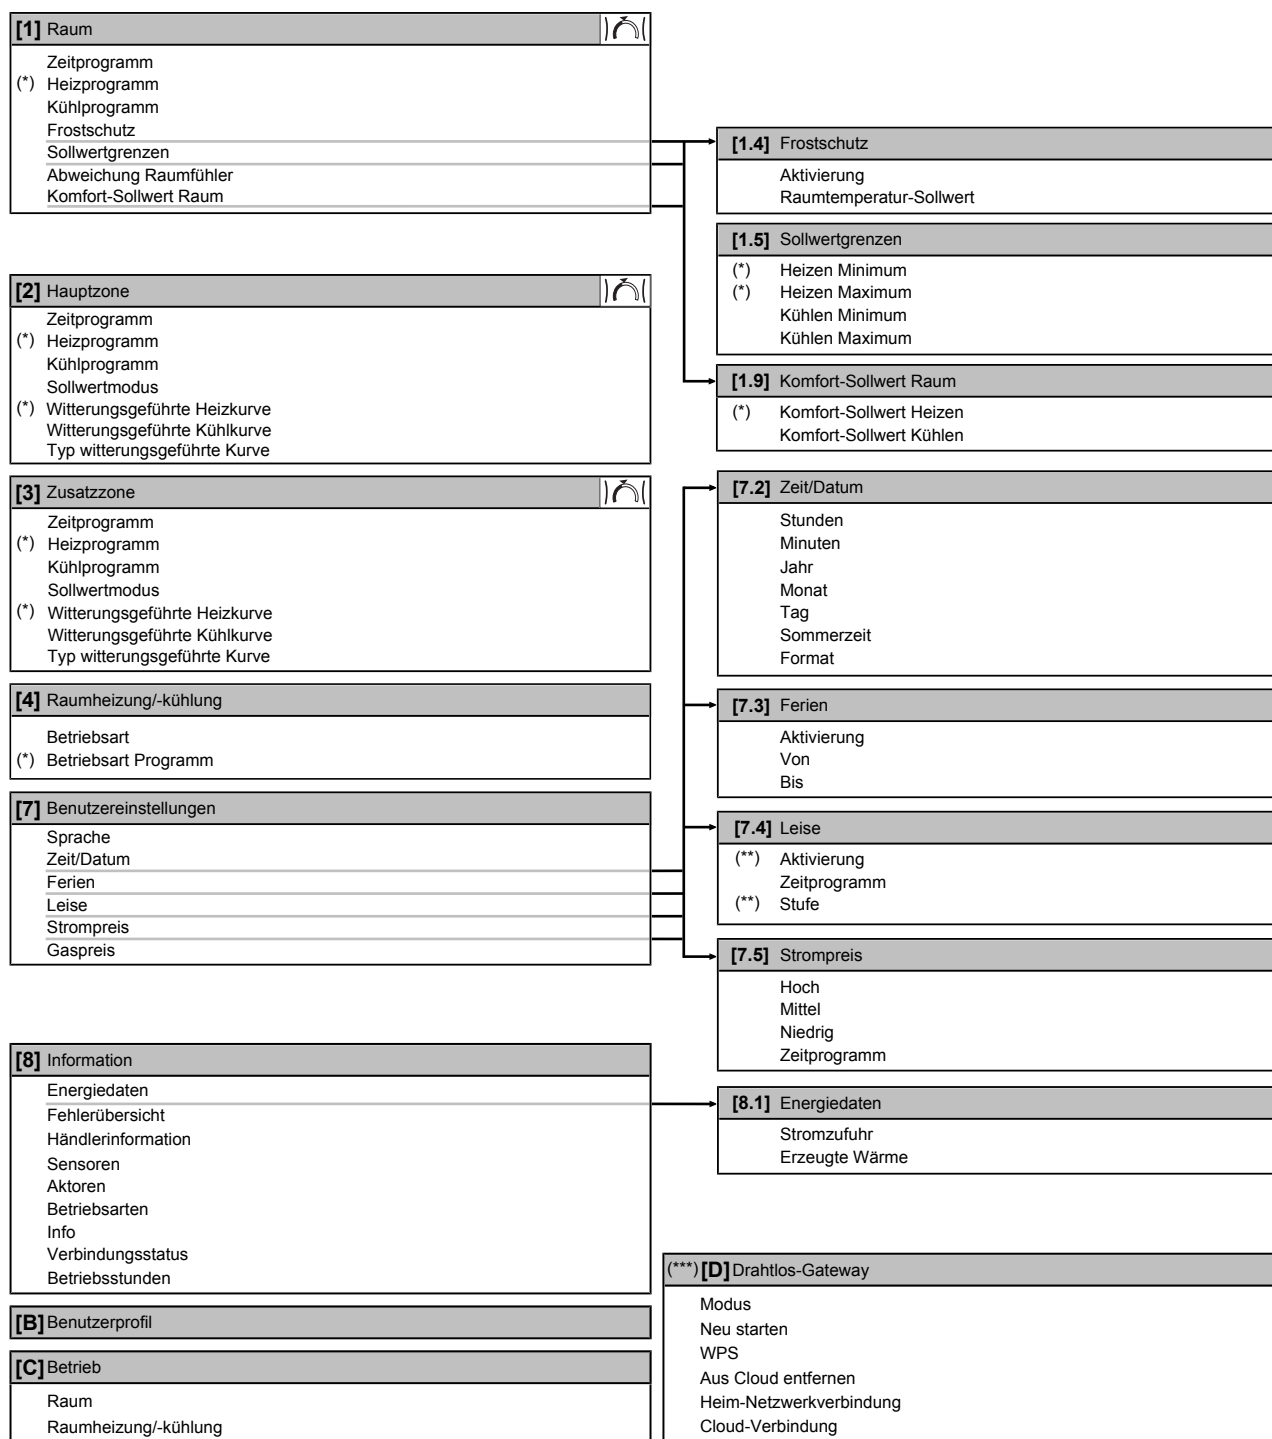 [1] Raum
Zeitprogramm
(*) Heizprogramm
Kühlprogramm
Frostschutz
Sollwertgrenzen
Abweichung Raumfühler
Komfort-Sollwert Raum
[1.4] Frostschutz
Aktivierung
Raumtemperatur-Sollwert
[1.5] Sollwertgrenzen
(*) Heizen Minimum
(*) Heizen Maximum
Kühlen Minimum
Kühlen Maximum
[1.9] Komfort-Sollwert Raum
(*) Komfort-Sollwert Heizen
Komfort-Sollwert Kühlen
[2] Hauptzone
Zeitprogramm
(*) Heizprogramm
Kühlprogramm
Sollwertmodus
(*) Witterungsgeführte Heizkurve
Witterungsgeführte Kühlkurve
Typ witterungsgeführte Kurve
[3] Zusatzzone
Zeitprogramm
(*) Heizprogramm
Kühlprogramm
Sollwertmodus
(*) Witterungsgeführte Heizkurve
Witterungsgeführte Kühlkurve
Typ witterungsgeführte Kurve
[4] Raumheizung/-kühlung
Betriebsart
(*) Betriebsart Programm
[7] Benutzereinstellungen
Sprache
Zeit/Datum
Ferien
Leise
Strompreis
Gaspreis
[7.2] Zeit/Datum
Stunden
Minuten
Jahr
Monat
Tag
Sommerzeit
Format
[7.3] Ferien
Aktivierung
Von
Bis
[7.4] Leise
(**) Aktivierung
Zeitprogramm
(**) Stufe
[7.5] Strompreis
Hoch
Mittel
Niedrig
Zeitprogramm
[8] Information
Energiedaten
Fehlerübersicht
Händlerinformation
Sensoren
Aktoren
Betriebsarten
Info
Verbindungsstatus
Betriebsstunden
[8.1] Energiedaten
Stromzufuhr
Erzeugte Wärme
[B] Benutzerprofil
[C] Betrieb
Raum
Raumheizung/-kühlung
(***) [D] Drahtlos-Gateway
Modus
Neu starten
WPS
Aus Cloud entfernen
Heim-Netzwerkverbindung
Cloud-Verbindung